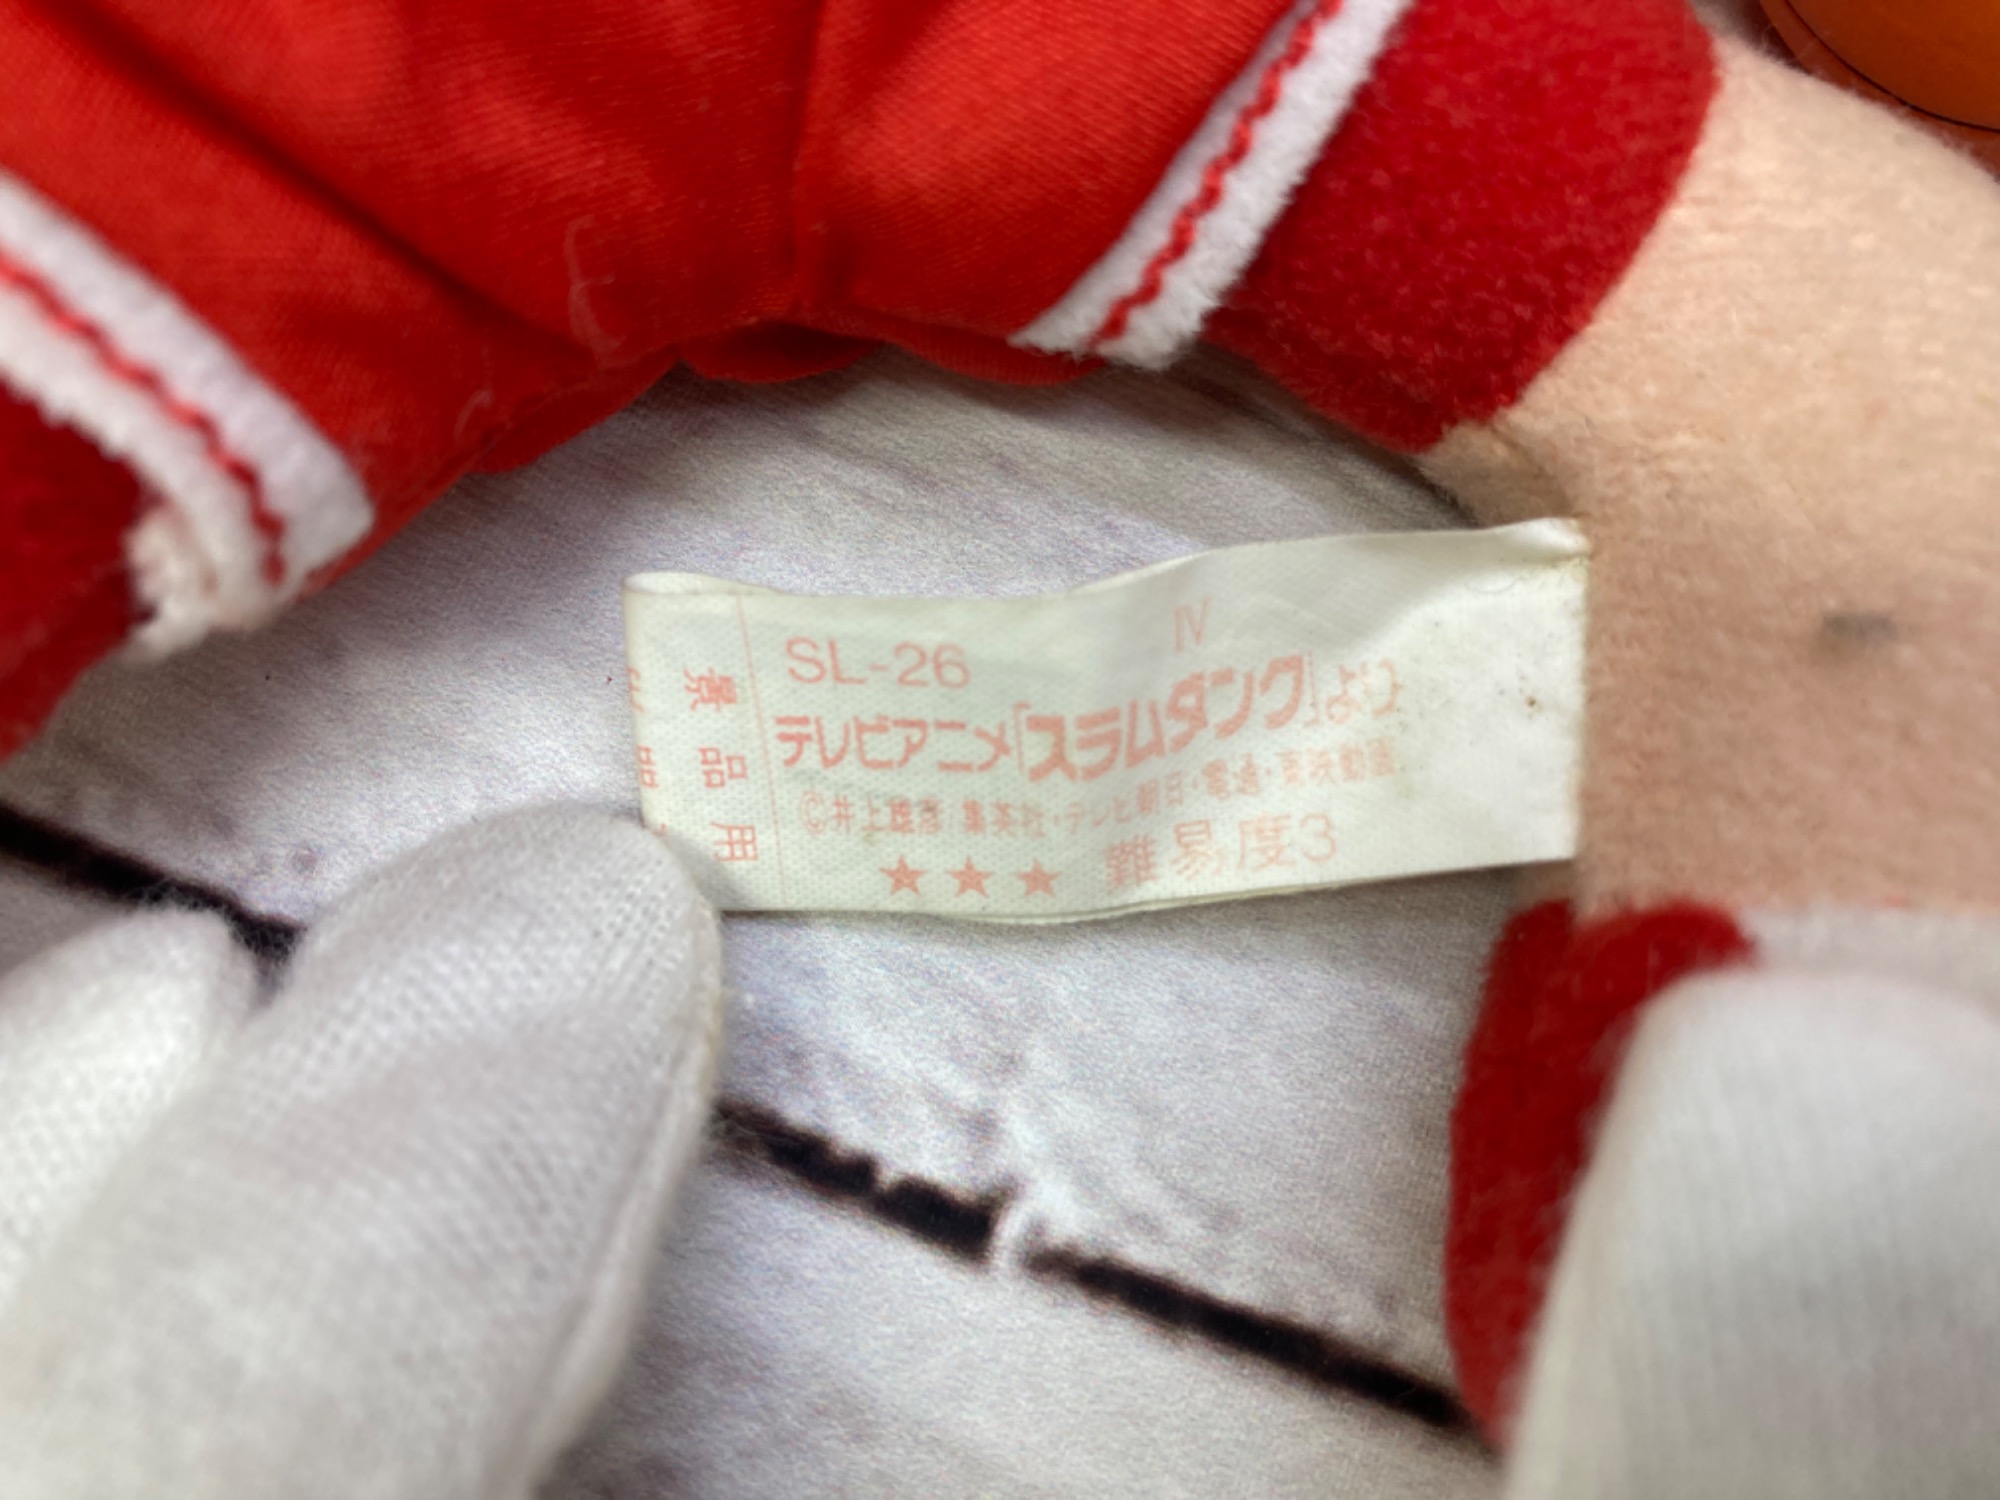 景品用
SL-26 IV
テレビアニメ「スラムダンク」より
©井上雄彦 集英社・テレビ朝日・電通・東映動画
★★★ 難易度3